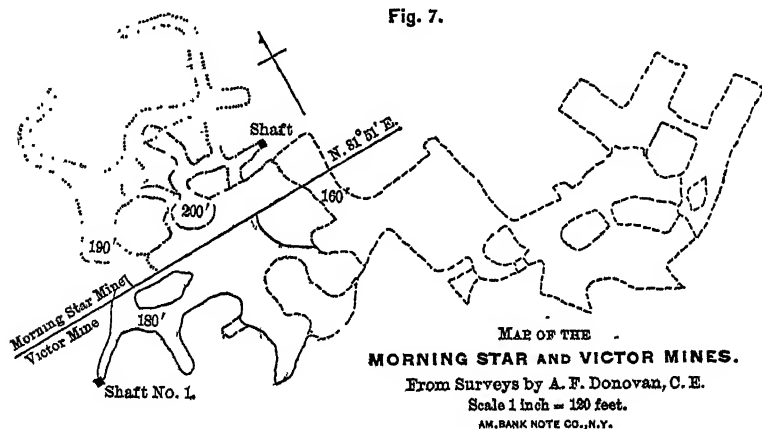 Fig. 7.
Shaft
N. 81°51' E.
160'
200'
190'
Morning Star Mine
Victor Mine
180'
Shaft No. 1.
MAP OF THE
MORNING STAR AND VICTOR MINES.
From Surveys by A. F. Donovan, C. E.
Scale 1 inch = 120 feet.
AM. BANK NOTE CO., N.Y.